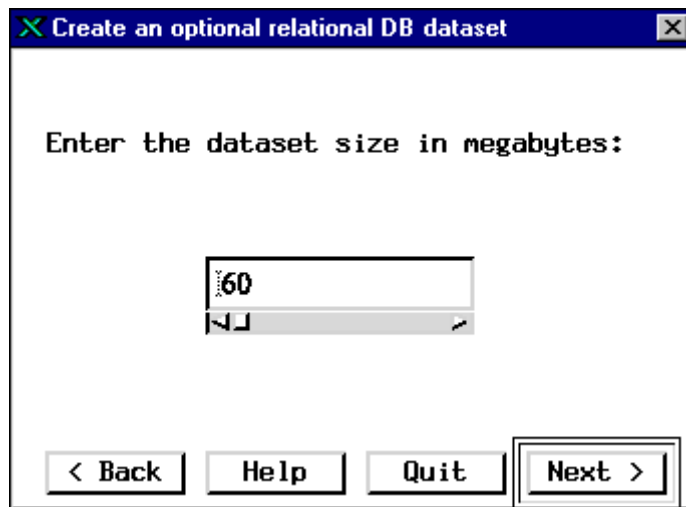 Create an optional relational DB dataset
Enter the dataset size in megabytes:
60
< Back Help Quit Next >